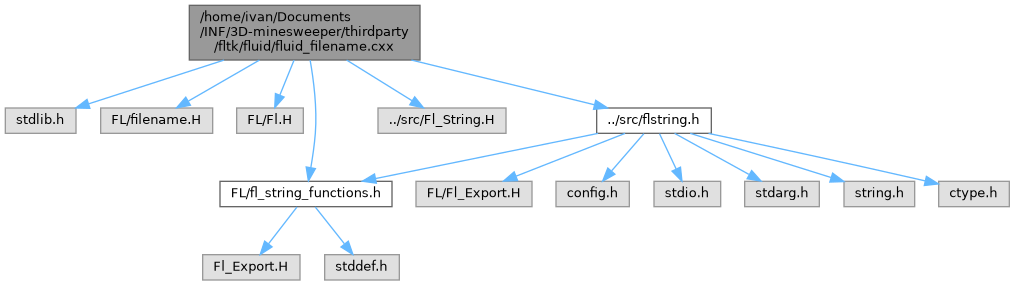 /home/ivan/Documents
/INF/3D-minesweeper/thirdparty
/fltk/fluid/fluid_filename.cxx
stdlib.h
FL/filename.H
FL/Fl.H
../src/Fl_String.H
../src/flstring.h
FL/fl_string_functions.h
FL/Fl_Export.H
config.h
stdio.h
stdarg.h
string.h
ctype.h
Fl_Export.H
stddef.h